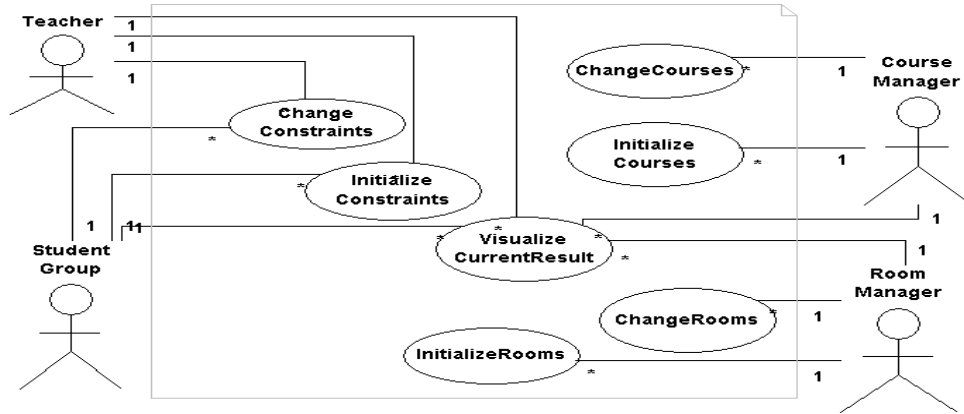 Teacher
1
1
1
Change
Constraints
*
*
Initialize
Constraints
*
*
1
11
Student
Group
ChangeCourses
*
1
Course
Manager
Initialize
Courses
*
1
Visualize
CurrentResult
*
*
*
*
1
1
Room
Manager
ChangeRooms
*
1
InitializeRooms
*
1